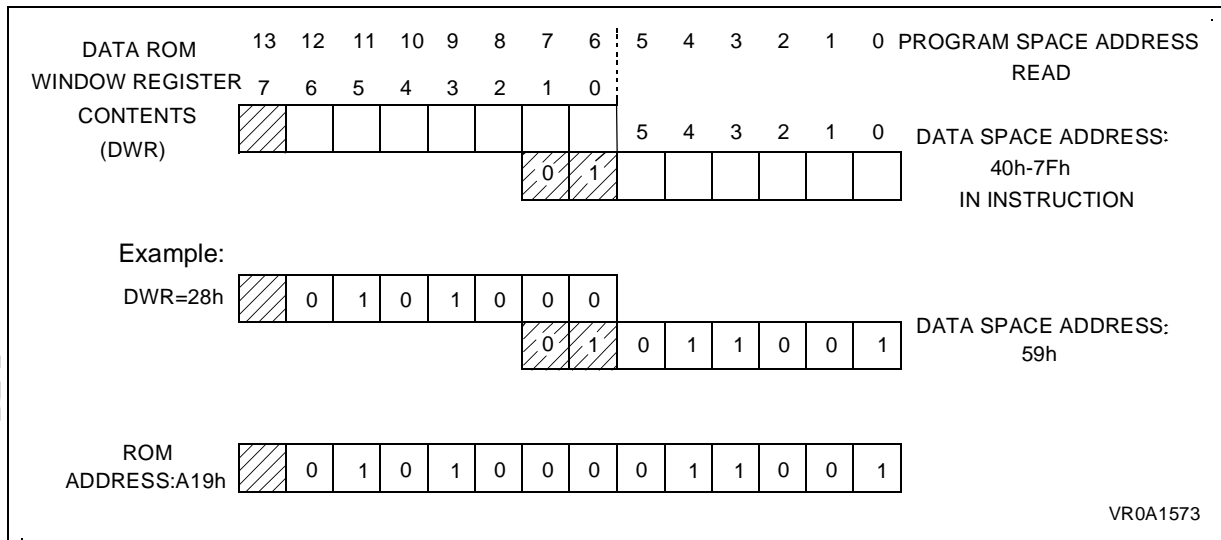 DATA ROM 13 12 11 10 9 8 7 6 5 4 3 2 1 0 PROGRAM SPACE ADDRESS
READ
WINDOW REGISTER 7 6 5 4 3 2 1 0
CONTENTS
(DWR)
5 4 3 2 1 0 DATA SPACE ADDRESS:
0 1 40h-7Fh
IN INSTRUCTION
Example:
DWR=28h 0 1 0 1 0 0 0
0 1 0 1 1 0 0 1 DATA SPACE ADDRESS:
59h
ROM
ADDRESS:A19h 0 1 0 1 0 0 0 0 1 1 0 0 1
VR0A1573